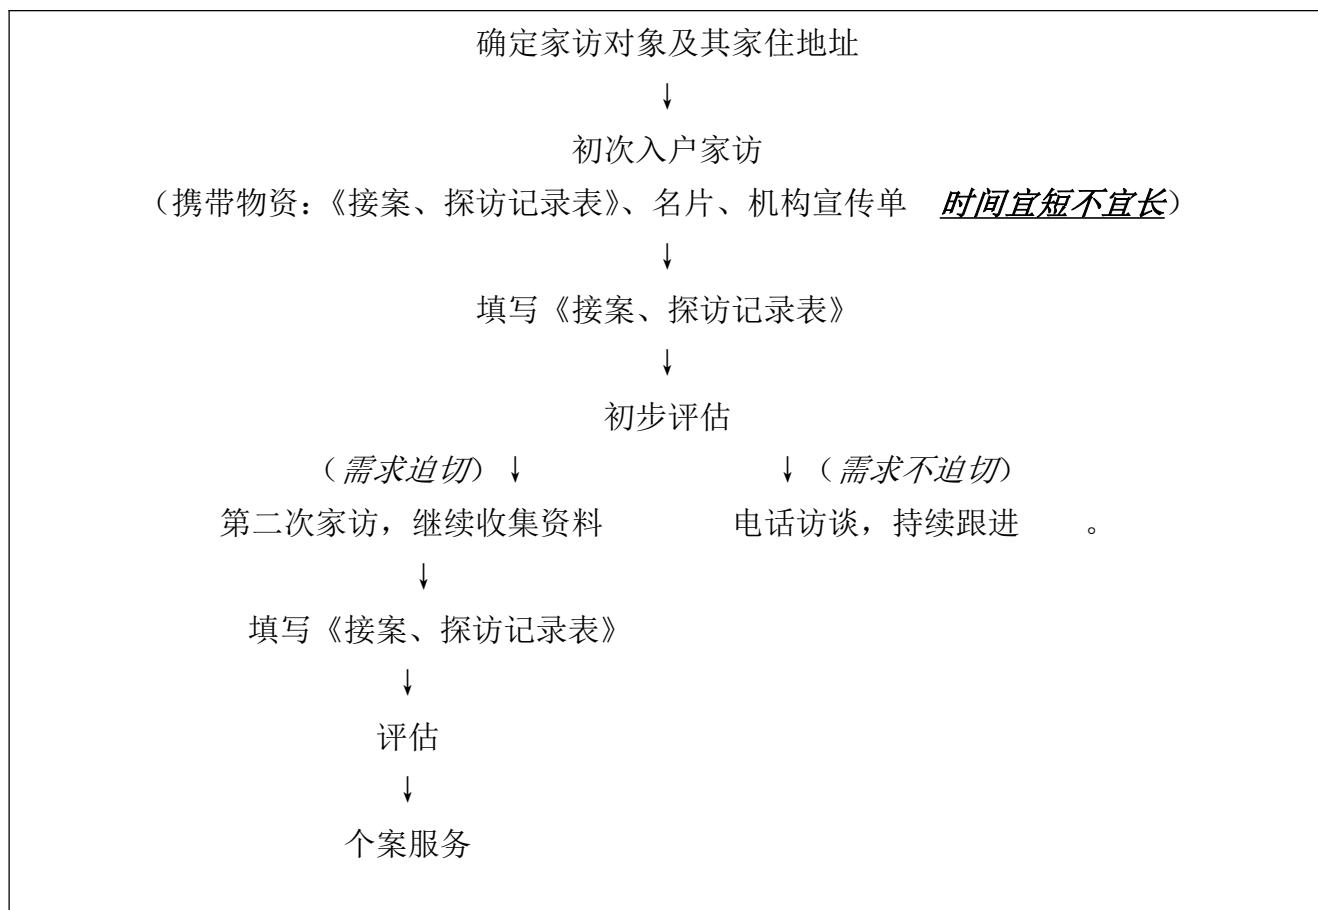 确定家访对象及其家住地址
↓
初次入户家访
（携带物资：《接案、探访记录表》、名片、机构宣传单　时间宜短不宜长）
↓
填写《接案、探访记录表》
↓
初步评估
（需求迫切）↓　　　　　　　　↓（需求不迫切）
第二次家访，继续收集资料　　　　电话访谈，持续跟进　　。
↓
填写《接案、探访记录表》
↓
评估
↓
个案服务